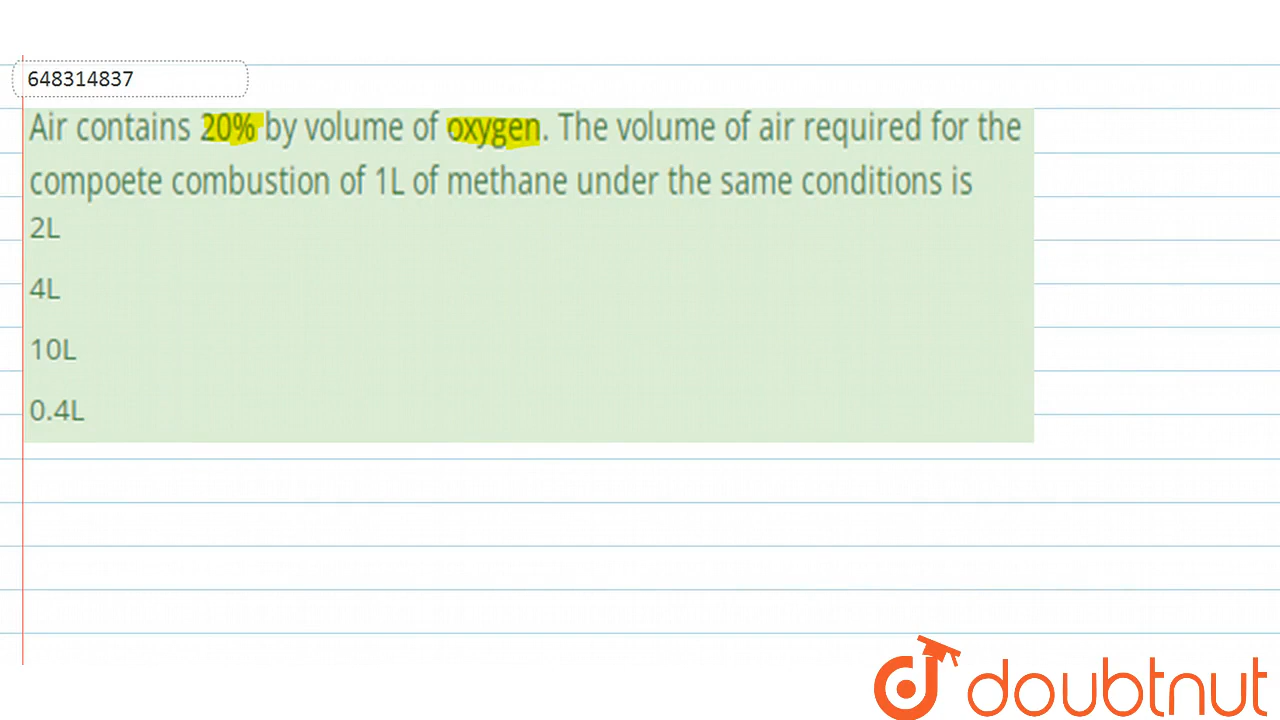 648314837
Air contains 20% by volume of oxygen. The volume of air required for the
compoete combustion of 1L of methane under the same conditions is
2L
4L
10L
0.4L
doubtnut